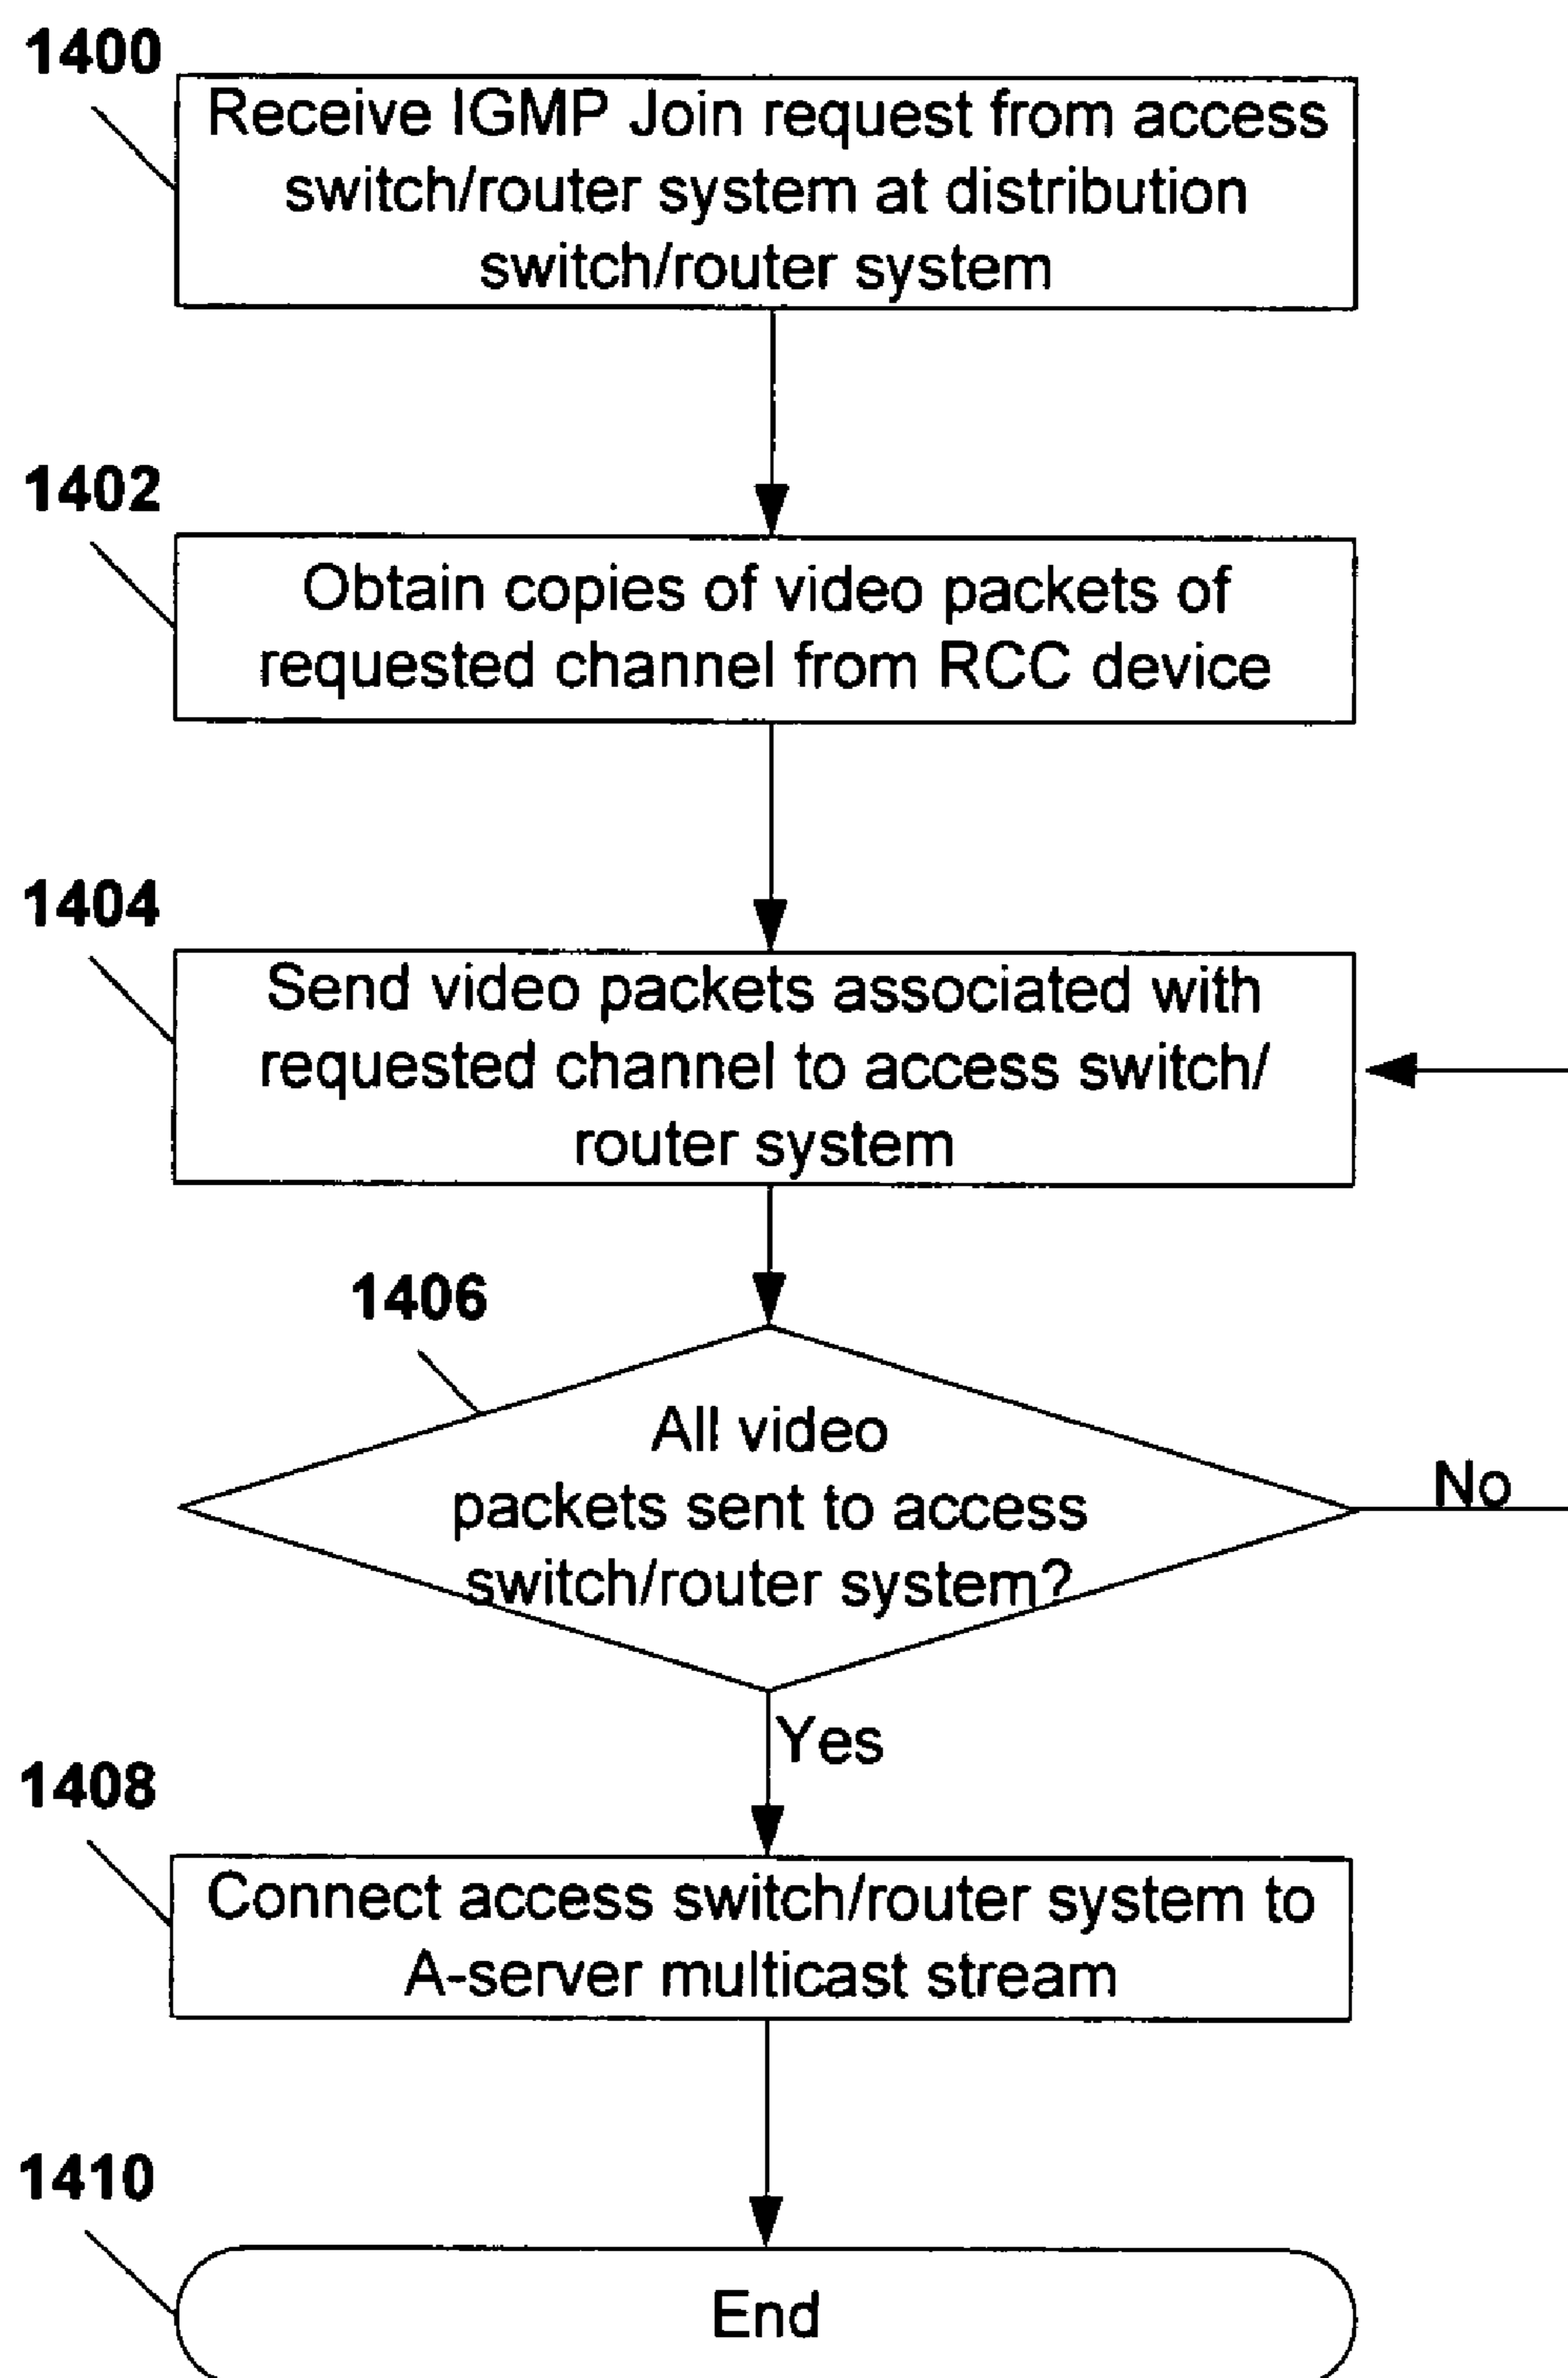 1400
Receive IGMP Join request from access
switch/router system at distribution
switch/router system
1402
Obtain copies of video packets of
requested channel from RCC device
1404
Send video packets associated with
requested channel to access switch/
router system
1406
All video
packets sent to access
switch/router system?
No
Yes
1408
Connect access switch/router system to
A-server multicast stream
1410
End